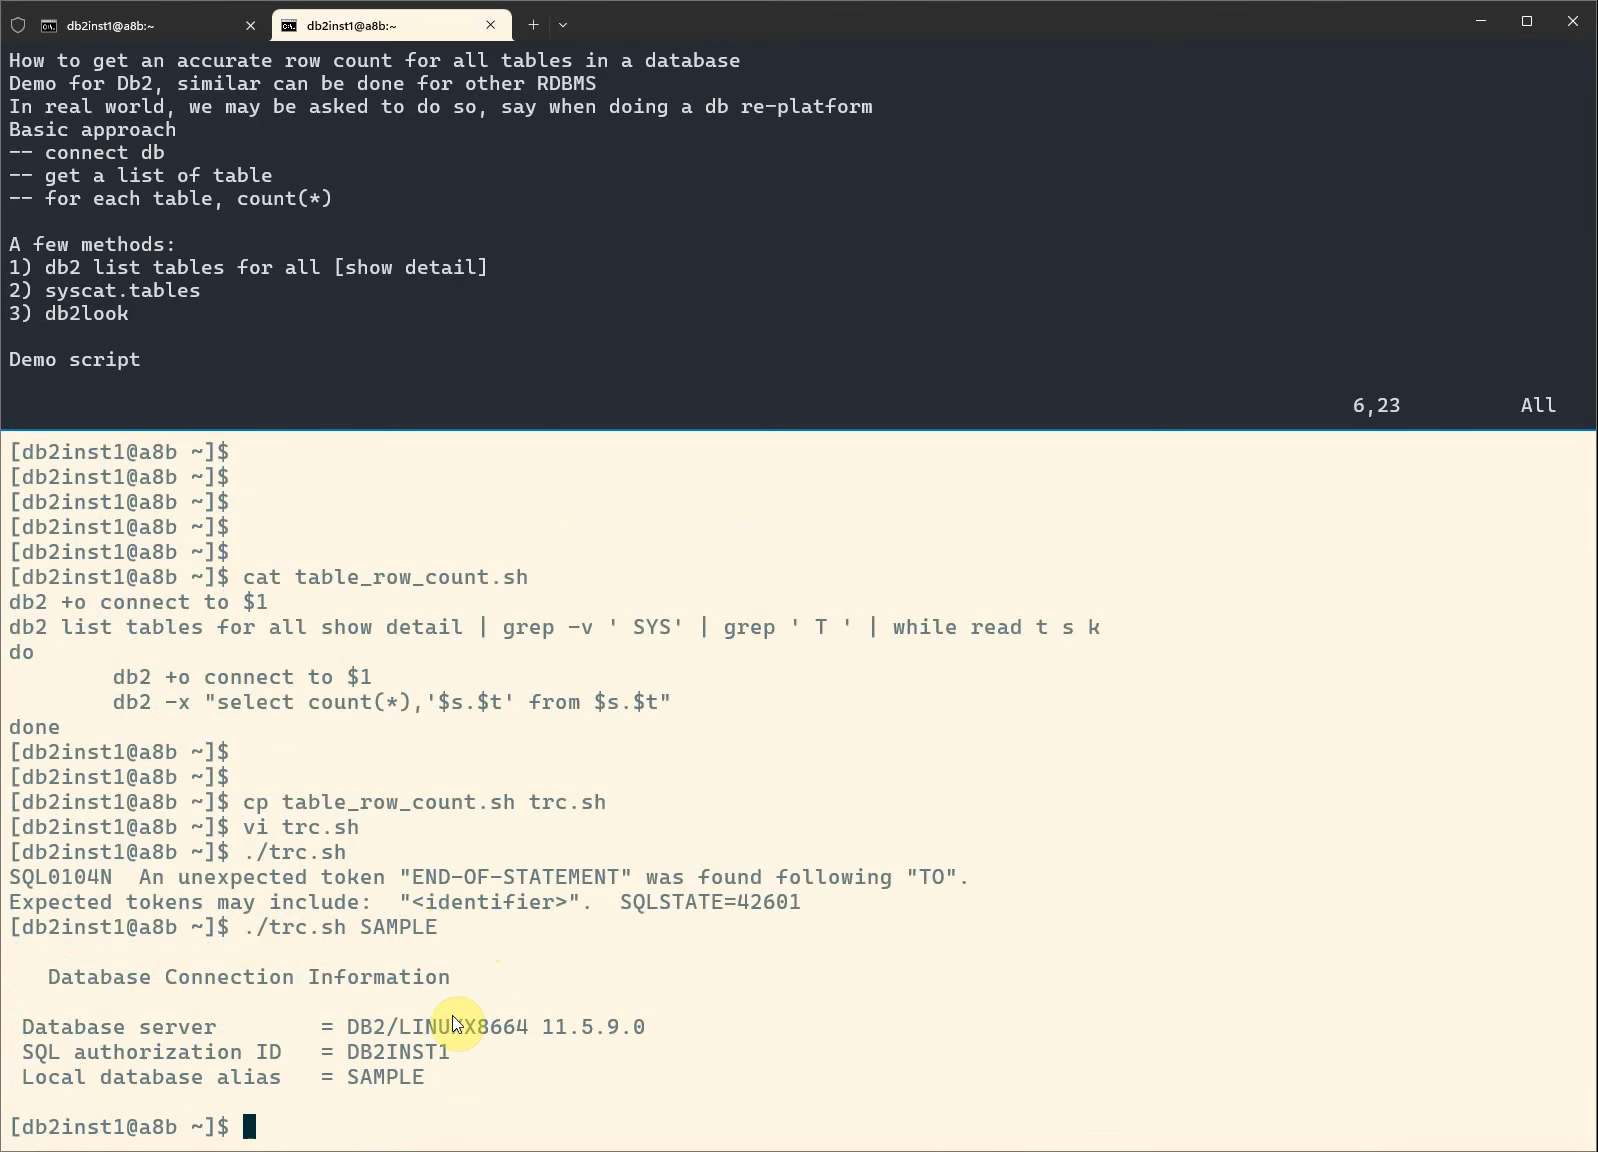 db2inst1@a8b:~ db2inst1@a8b:~
How to get an accurate row count for all tables in a database
Demo for Db2, similar can be done for other RDBMS
In real world, we may be asked to do so, say when doing a db re-platform
Basic approach
-- connect db
-- get a list of table
-- for each table, count(*)
A few methods:
1) db2 list tables for all [show detail]
2) syscat.tables
3) db2look
Demo script
6,23 All
[db2inst1@a8b ~]$
[db2inst1@a8b ~]$
[db2inst1@a8b ~]$
[db2inst1@a8b ~]$
[db2inst1@a8b ~]$
[db2inst1@a8b ~]$ cat table_row_count.sh
db2 +o connect to $1
db2 list tables for all show detail | grep -v ' SYS' | grep ' T ' | while read t s k
do
db2 +o connect to $1
db2 -x "select count(*),'$s.$t' from $s.$t"
done
[db2inst1@a8b ~]$
[db2inst1@a8b ~]$
[db2inst1@a8b ~]$ cp table_row_count.sh trc.sh
[db2inst1@a8b ~]$ vi trc.sh
[db2inst1@a8b ~]$ ./trc.sh
SQL0104N  An unexpected token "END-OF-STATEMENT" was found following "TO".
Expected tokens may include:  "<identifier>".  SQLSTATE=42601
[db2inst1@a8b ~]$ ./trc.sh SAMPLE
Database Connection Information
Database server = DB2/LINUXX8664 11.5.9.0
SQL authorization ID = DB2INST1
Local database alias = SAMPLE
[db2inst1@a8b ~]$